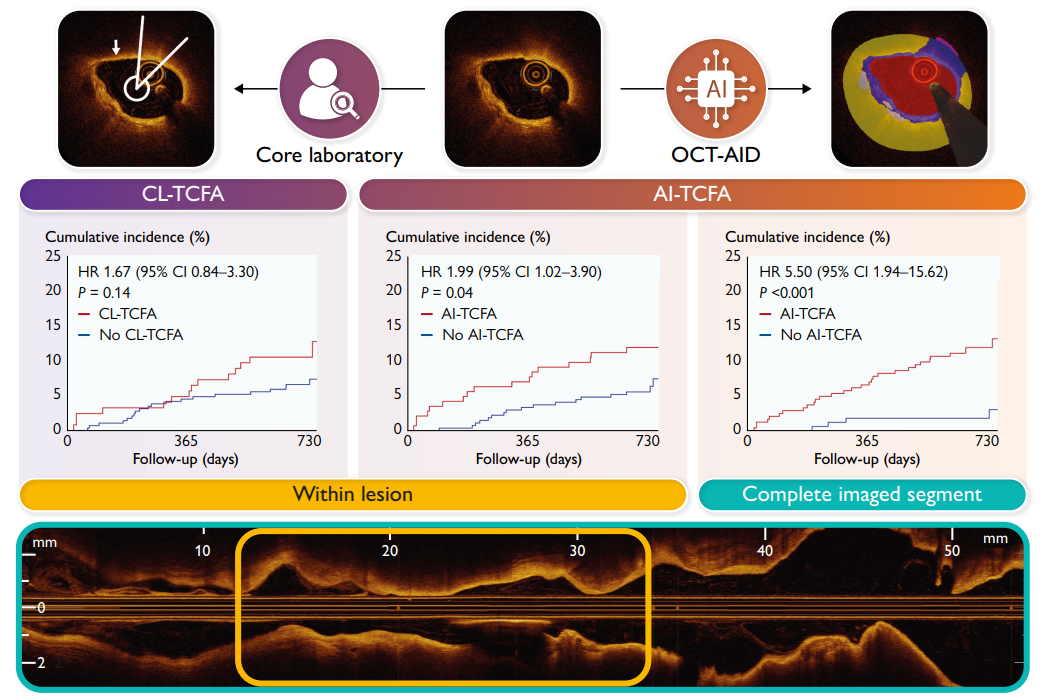 AI
Core laboratory
OCT-AID
CL-TCFA
AI-TCFA
Cumulative incidence (%)
25
20
15
10
5
0
HR 1.67 (95% CI 0.84–3.30)
P = 0.14
CL-TCFA
No CL-TCFA
0 365 730
Follow-up (days)
Cumulative incidence (%)
25
20
15
10
5
0
HR 1.99 (95% CI 1.02–3.90)
P = 0.04
AI-TCFA
No AI-TCFA
0 365 730
Follow-up (days)
Cumulative incidence (%)
25
20
15
10
5
0
HR 5.50 (95% CI 1.94–15.62)
P <0.001
AI-TCFA
No AI-TCFA
0 365 730
Follow-up (days)
Within lesion
Complete imaged segment
mm 10 20 30 40 50 mm
0
2